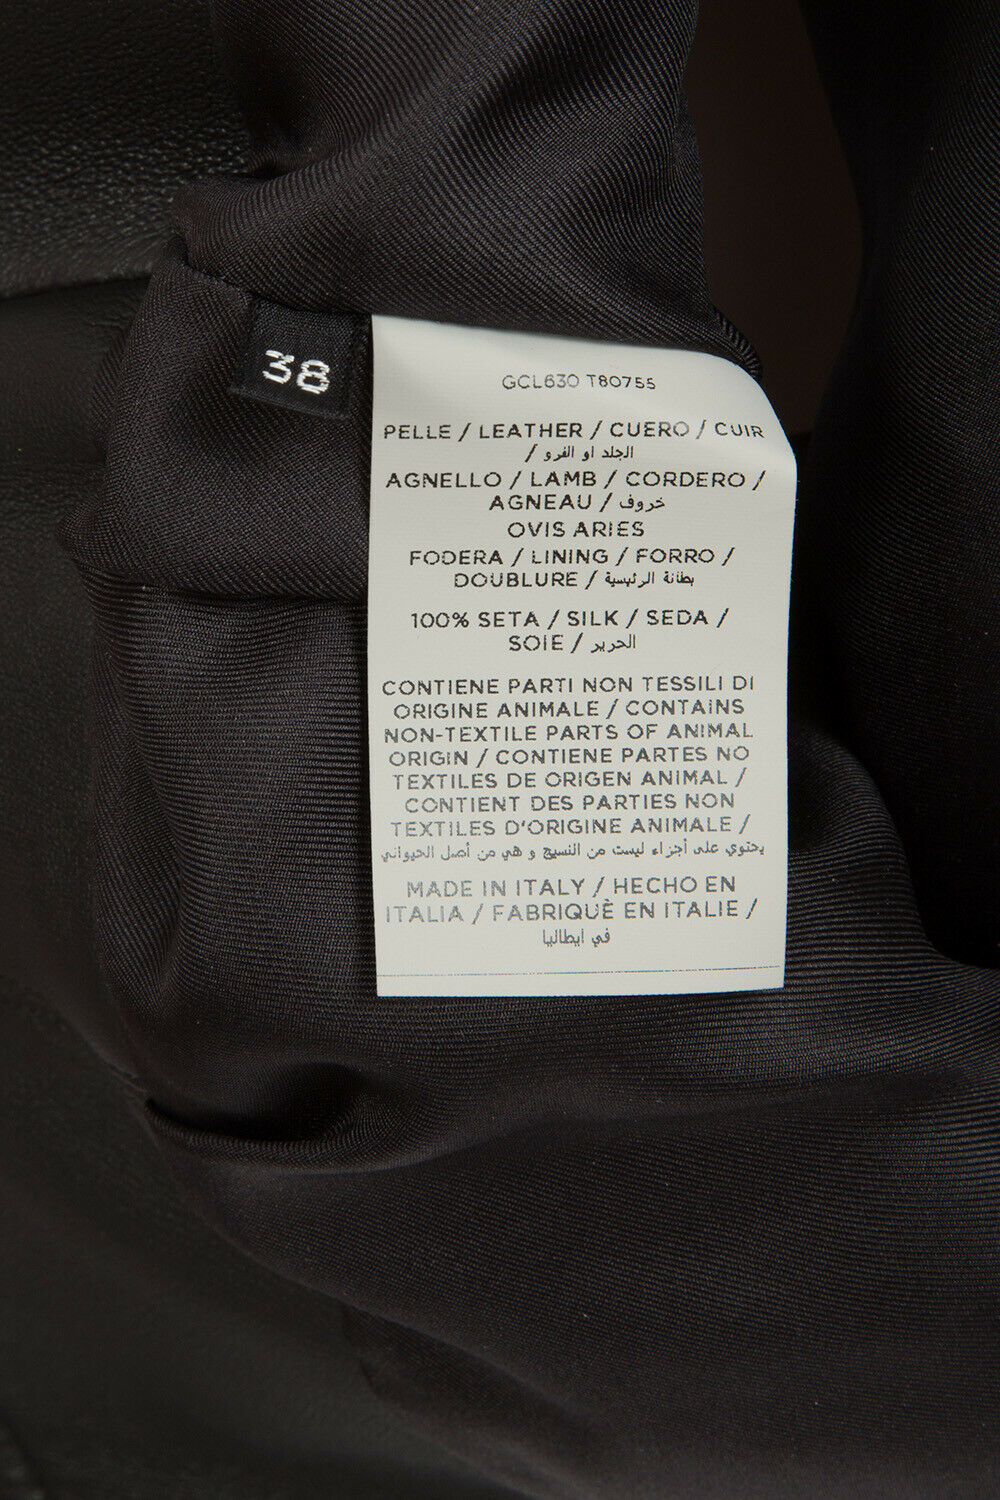 38
GCL630 T80755
PELLE / LEATHER / CUERO / CUIR
/ الجلد او الفرو
AGNELLO / LAMB / CORDERO /
AGNEAU / خروف
OVIS ARIES
FODERA / LINING / FORRO /
DOUBLURE / بطانة الرئيسية
100% SETA / SILK / SEDA /
SOIE / الحرير
CONTIENE PARTI NON TESSILI DI
ORIGINE ANIMALE / CONTAINS
NON-TEXTILE PARTS OF ANIMAL
ORIGIN / CONTIENE PARTES NO
TEXTILES DE ORIGEN ANIMAL /
CONTIENT DES PARTIES NON
TEXTILES D'ORIGINE ANIMALE /
يحتوي على أجزاء ليست من النسيج و هي من أصل الحيواني
MADE IN ITALY / HECHO EN
ITALIA / FABRIQUÈ EN ITALIE /
في ايطاليا